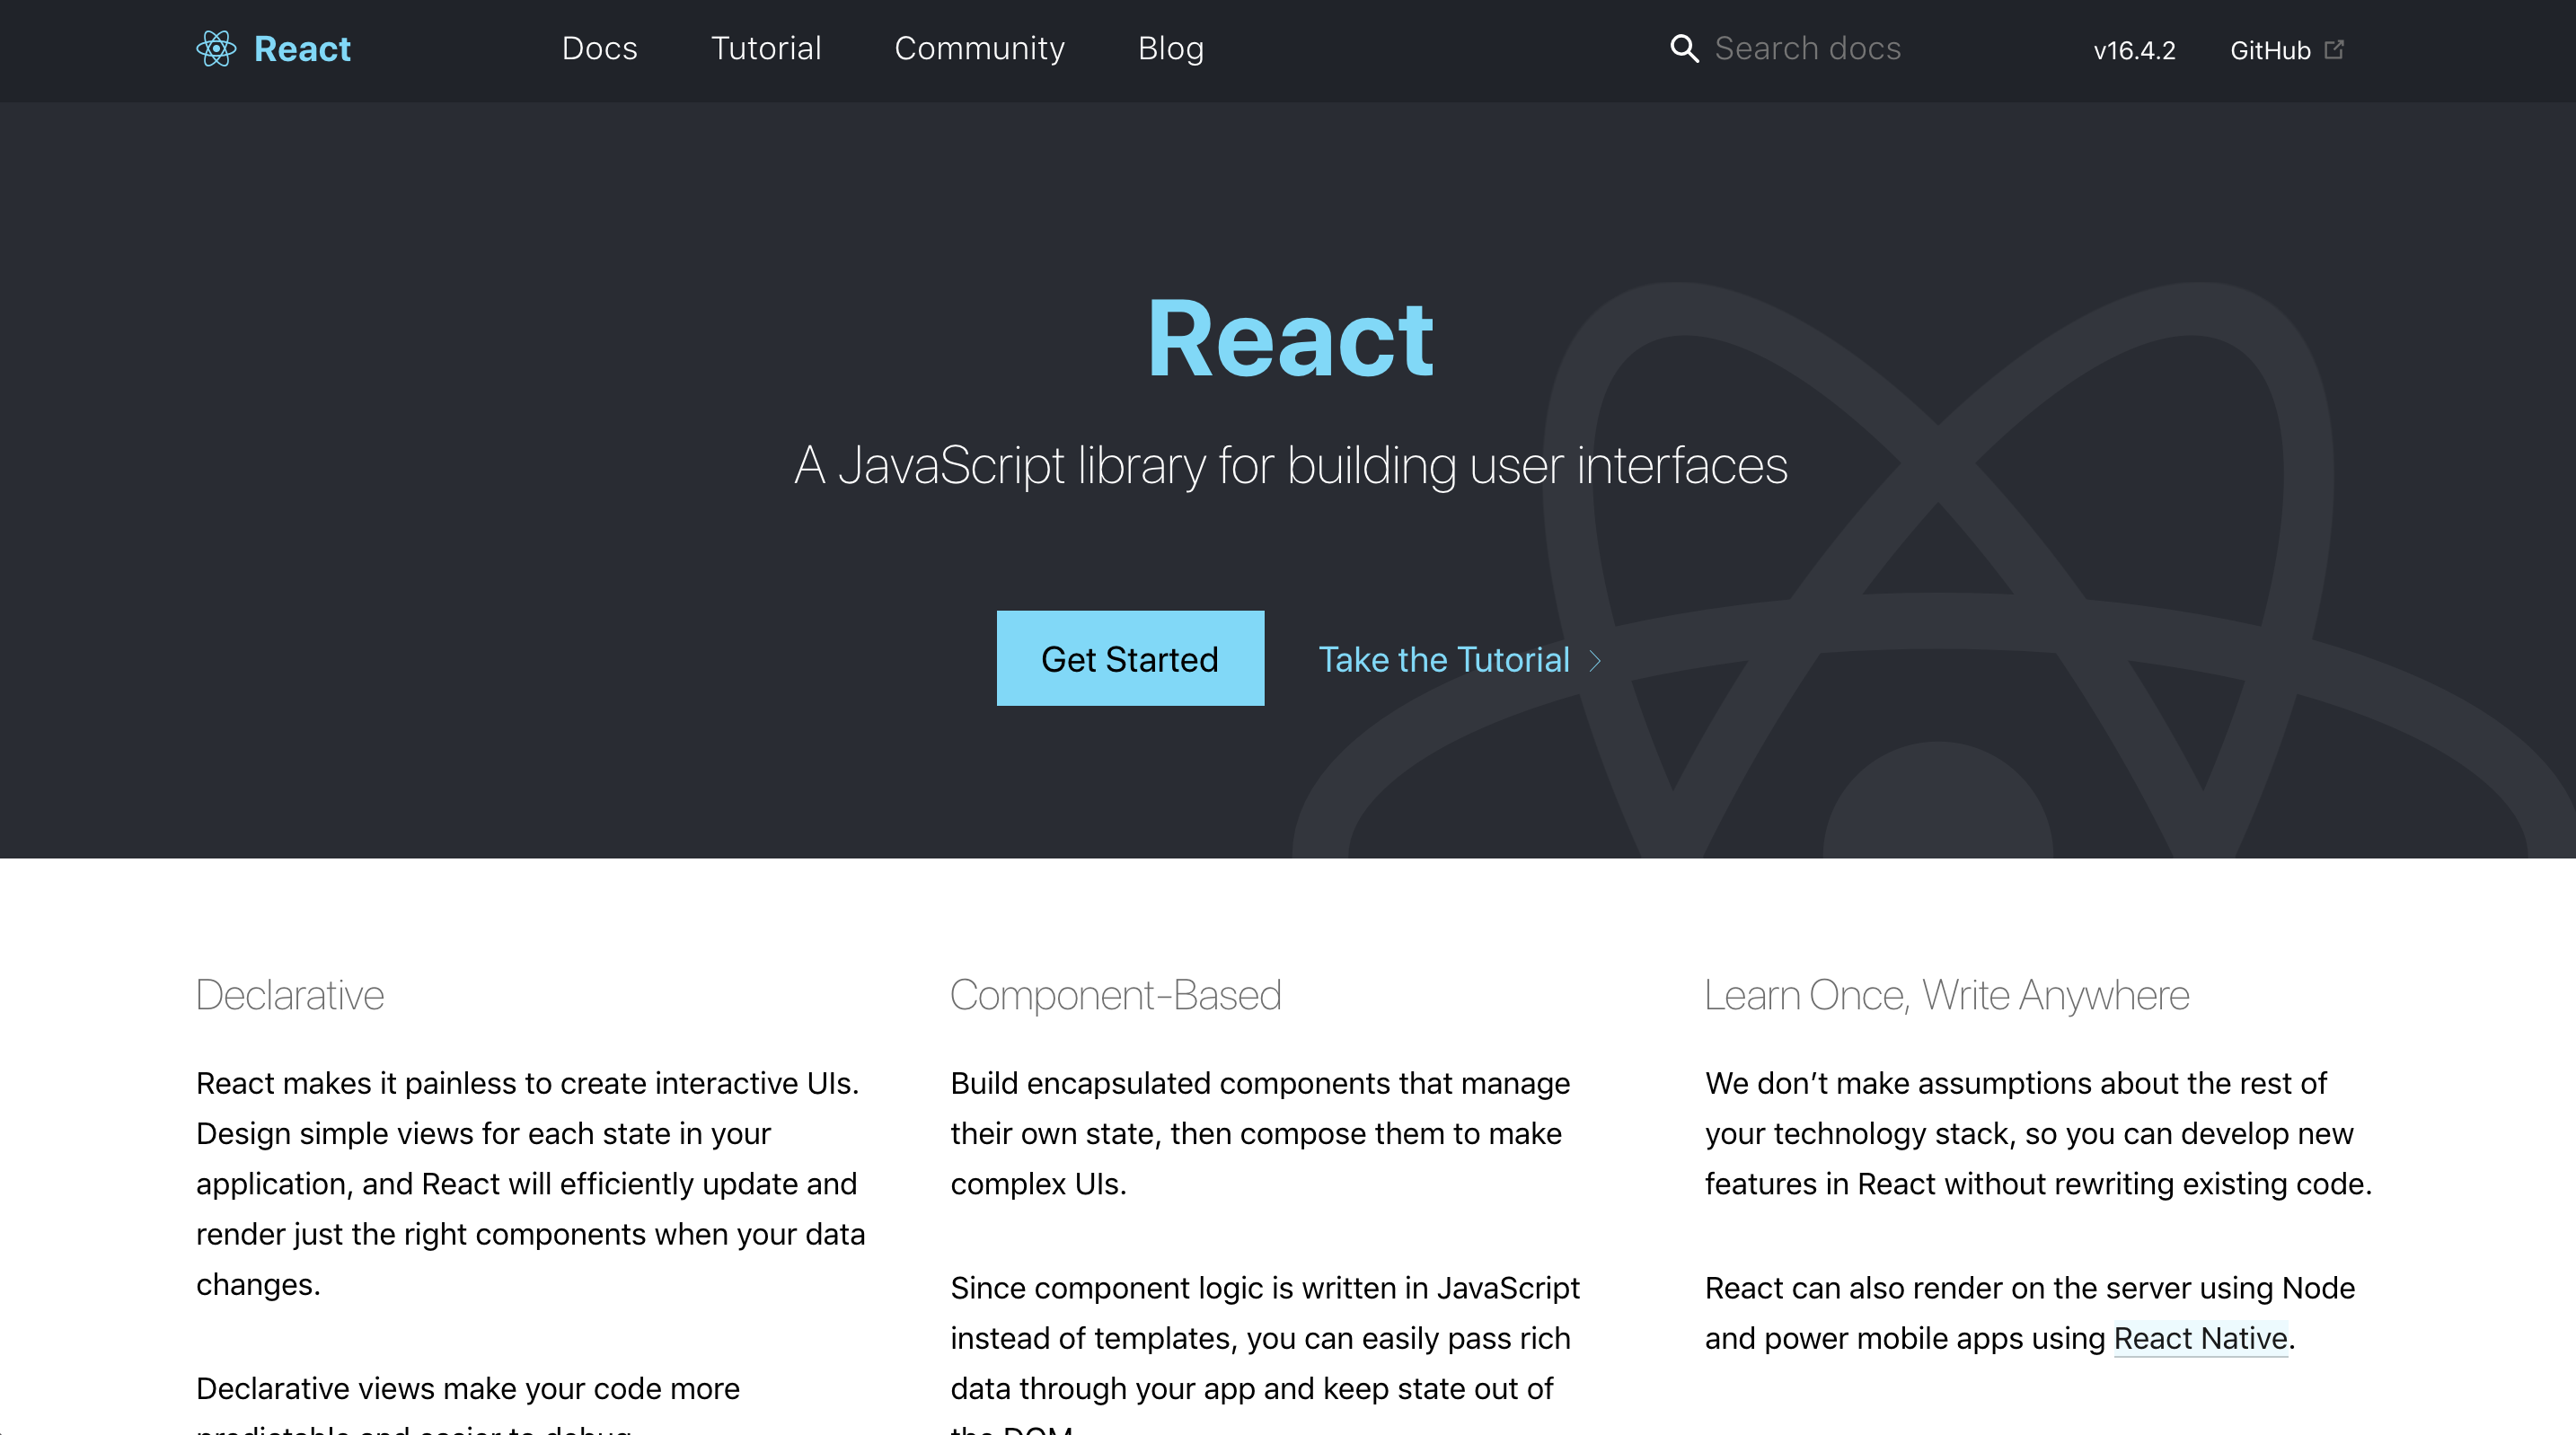 React
Docs
Tutorial
Community
Blog
Search docs
v16.4.2
GitHub
React
A JavaScript library for building user interfaces
Get Started
Take the Tutorial
Declarative
React makes it painless to create interactive UIs.
Design simple views for each state in your
application, and React will efficiently update and
render just the right components when your data
changes.
Declarative views make your code more
predictable and easier to debug.
Component-Based
Build encapsulated components that manage
their own state, then compose them to make
complex UIs.
Since component logic is written in JavaScript
instead of templates, you can easily pass rich
data through your app and keep state out of
the DOM
Learn Once, Write Anywhere
We don’t make assumptions about the rest of
your technology stack, so you can develop new
features in React without rewriting existing code.
React can also render on the server using Node
and power mobile apps using React Native.